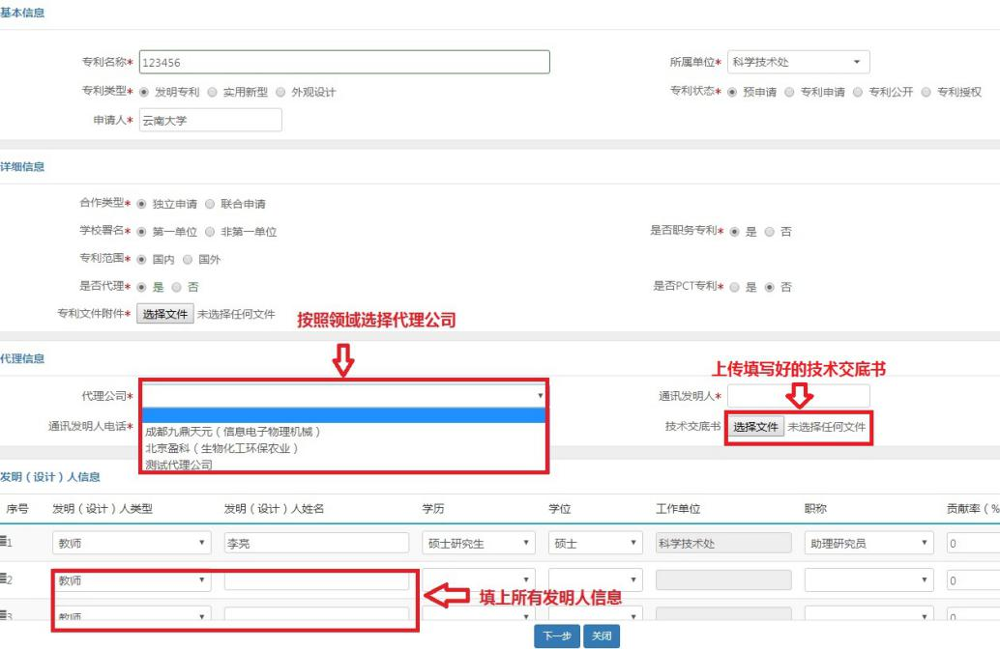 基本信息
专利名称* 123456 所属单位* 科学技术处
专利类型* 发明专利 实用新型 外观设计 专利状态* 预申请 专利申请 专利公开 专利授权
申请人* 云南大学
详细信息
合作类型* 独立申请 联合申请
学校署名* 第一单位 非第一单位 是否职务专利* 是 否
专利范围* 国内 国外
是否代理* 是 否 是否PCT专利* 是 否
专利文件附件* 选择文件 未选择任何文件
按照领域选择代理公司
代理信息
上传填写好的技术交底书
代理公司* 通讯发明人*
通讯发明人电话* 技术交底书 选择文件 未选择任何文件
成都九鼎天元（信息电子物理机械）
北京盈科（生物化工环保农业）
测试代理公司
发明（设计）人信息
序号 发明（设计）人类型 发明（设计）人姓名 学历 学位 工作单位 职称 贡献率（%
1 教师 李亮 硕士研究生 硕士 科学技术处 助理研究员 0
2 教师 0
填上所有发明人信息
3 教师 0
下一步 关闭